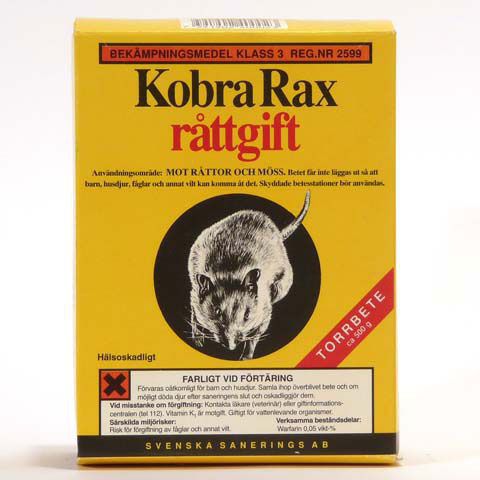 BEKÄMPNINGSMEDEL KLASS 3 REG.NR 2599
Kobra Rax
råttgift
Användningsområde: MOT RÅTTOR OCH MÖSS. Betet får inte läggas ut så att
barn, husdjur, fåglar och annat vilt kan komma åt det. Skyddade betesstationer bör användas.
TORRBETE
ca 500 g
Hälsoskadligt
FARLIGT VID FÖRTÄRING
Förvaras oåtkomligt för barn och husdjur. Samla ihop överblivet bete och om
möjligt döda djur efter saneringens slut och oskadliggör dem.
Vid misstanke om förgiftning: Kontakta läkare (veterinär) eller giftinformations-
centralen (tel 112). Vitamin K₁ är motgift. Giftigt för vattenlevande organismer.
Särskilda miljörisker: Verksamma beståndsdelar:
Risk för förgiftning av fåglar och annat vilt. Warfarin 0,05 vikt-%
SVENSKA SANERINGS AB